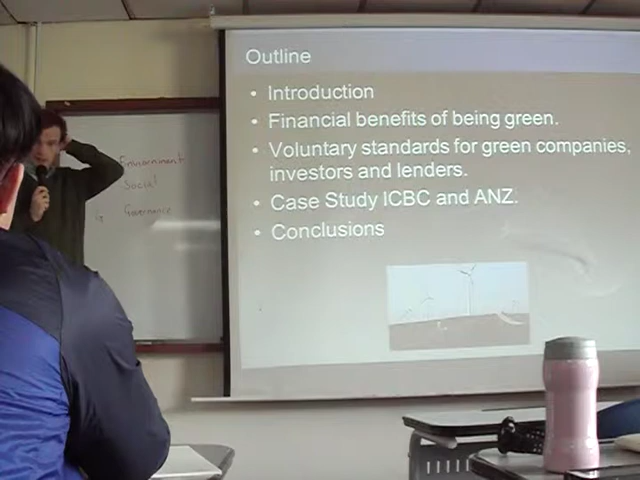 Outline
• Introduction
• Financial benefits of being green.
• Voluntary standards for green companies,
investors and lenders.
• Case Study ICBC and ANZ.
• Conclusions
Environment
Social
Governance